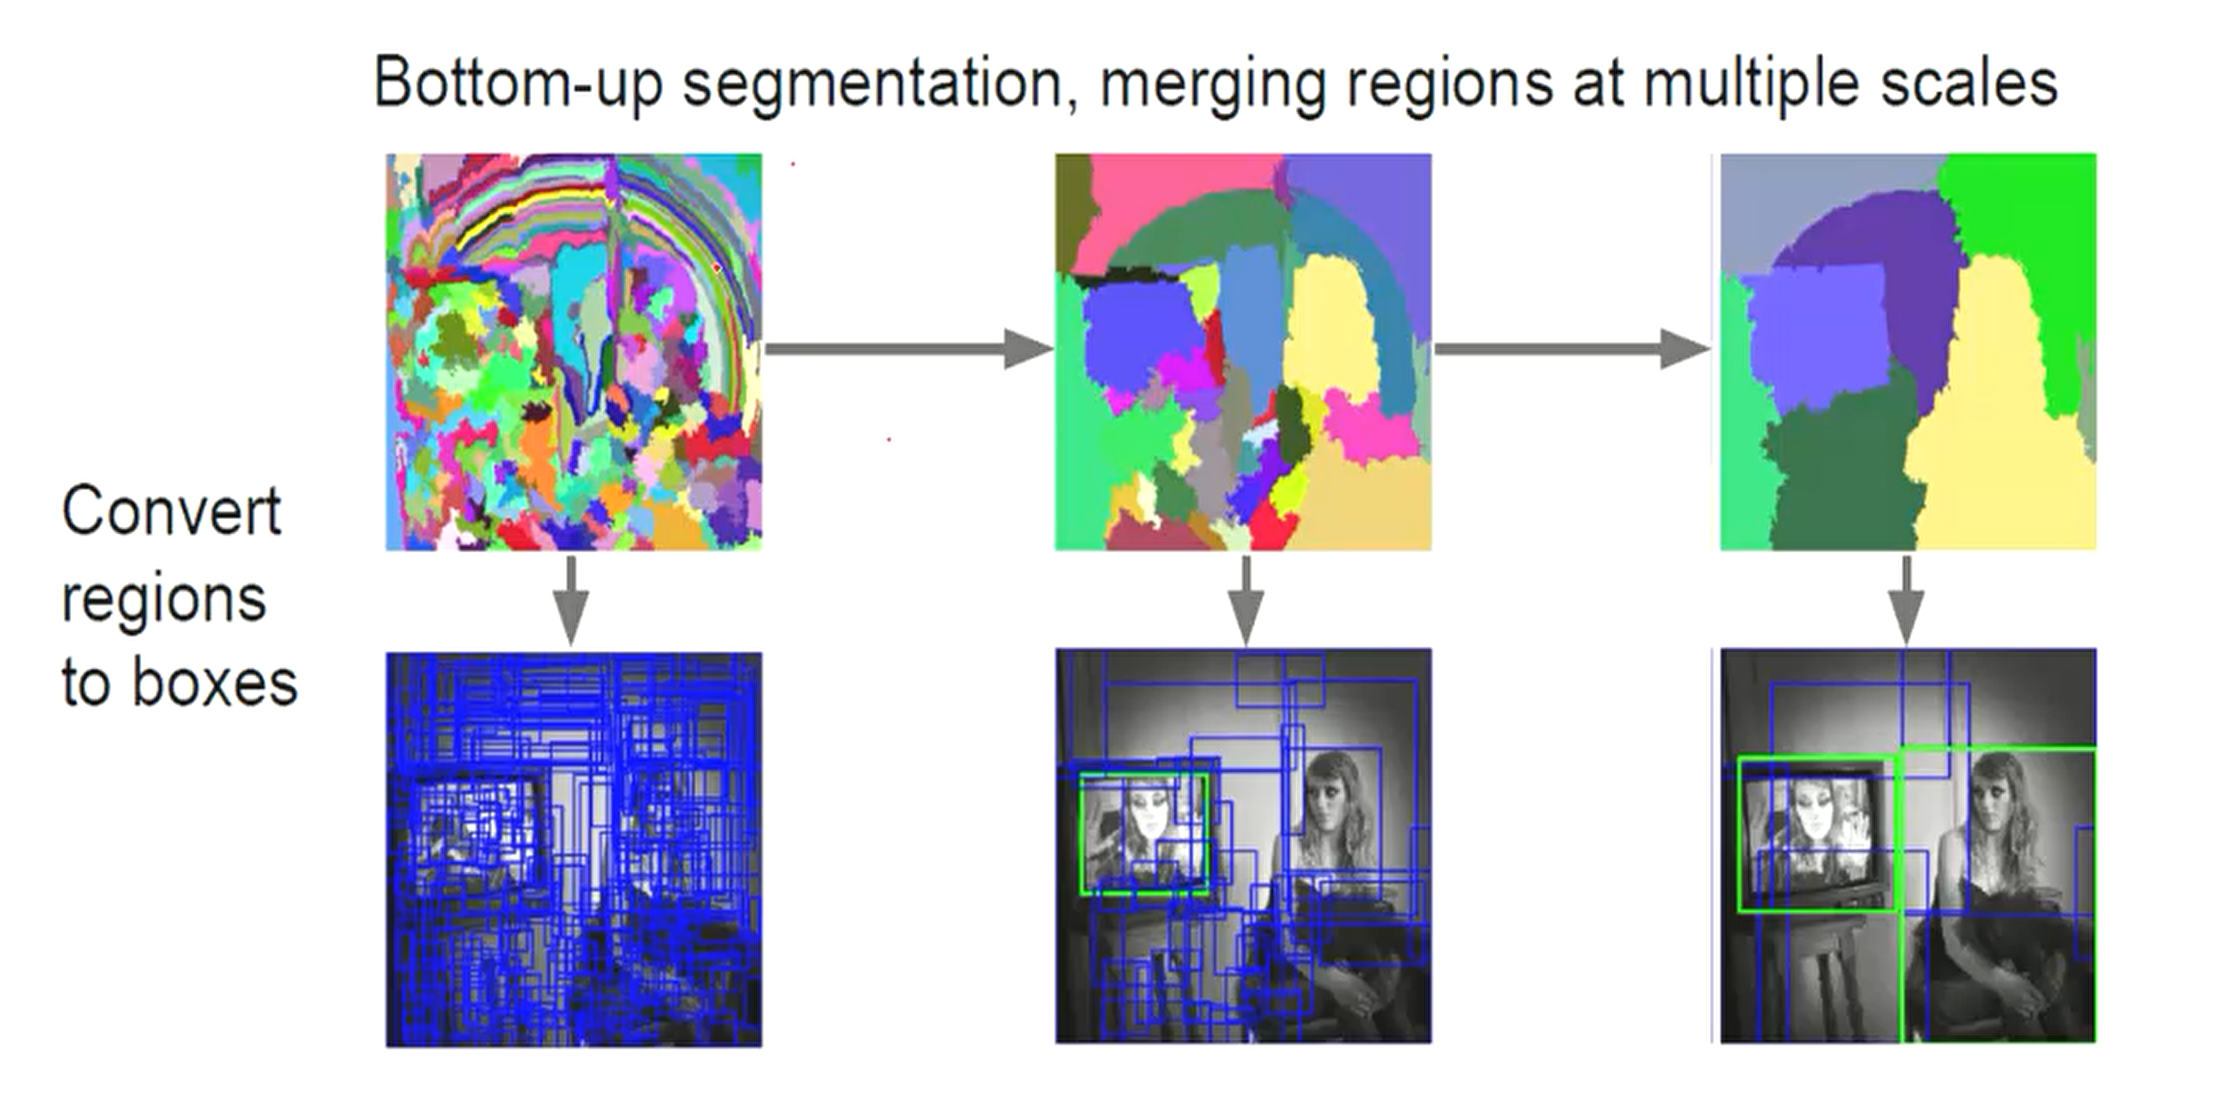 Bottom-up segmentation, merging regions at multiple scales
Convert
regions
to boxes